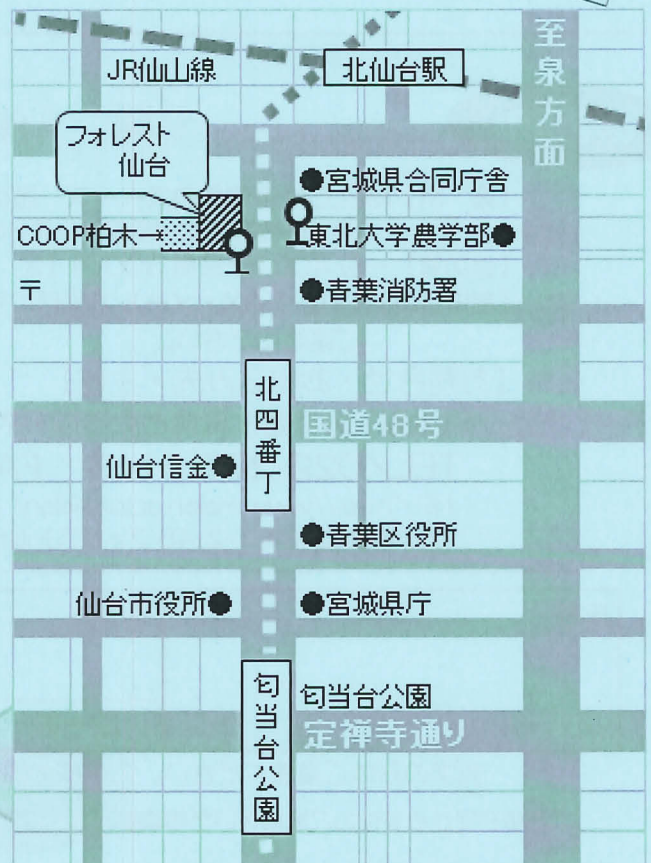 JR仙山線
北仙台駅
至泉方面
フォレスト
仙台
●宮城県合同庁舎
COOP柏木→
東北大学農学部●
〒
●青葉消防署
北四番丁
国道48号
仙台信金●
●青葉区役所
仙台市役所●
●宮城県庁
匂当台公園
匂当台公園
定禅寺通り